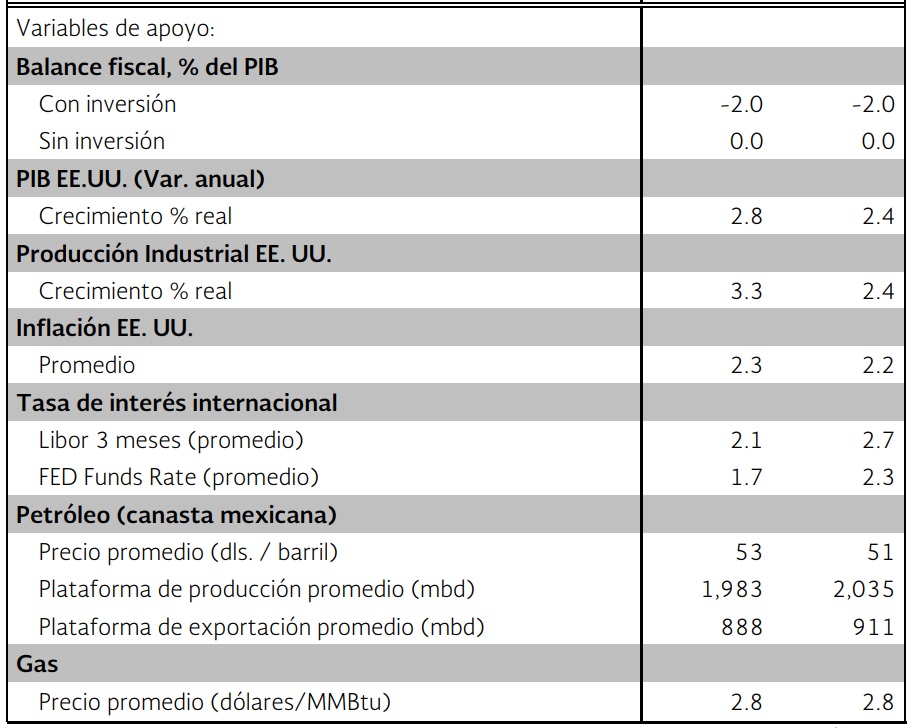 Variables de apoyo:
Balance fiscal, % del PIB
Con inversión -2.0 -2.0
Sin inversión 0.0 0.0
PIB EE.UU. (Var. anual)
Crecimiento % real 2.8 2.4
Producción Industrial EE. UU.
Crecimiento % real 3.3 2.4
Inflación EE. UU.
Promedio 2.3 2.2
Tasa de interés internacional
Libor 3 meses (promedio) 2.1 2.7
FED Funds Rate (promedio) 1.7 2.3
Petróleo (canasta mexicana)
Precio promedio (dls. / barril) 53 51
Plataforma de producción promedio (mbd) 1,983 2,035
Plataforma de exportación promedio (mbd) 888 911
Gas
Precio promedio (dólares/MMBtu) 2.8 2.8